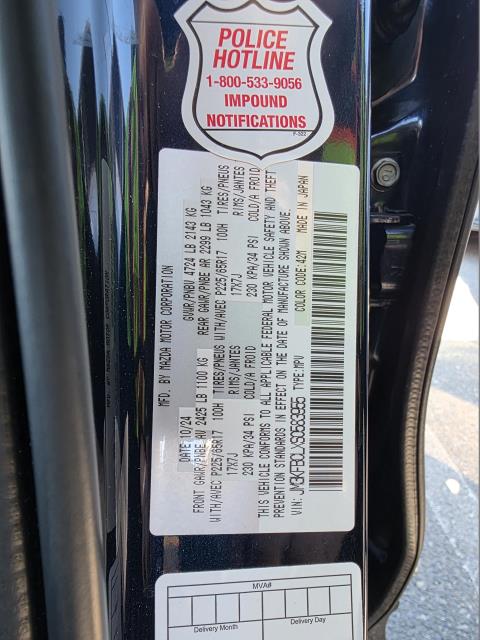 POLICE
HOTLINE
1-800-533-9056
IMPOUND
NOTIFICATIONS
F-322
MFD. BY MAZDA MOTOR CORPORATION
DATE: 10/24 GVWR/PNBV 4724 LB 2143 KG
FRONT GAWR/PNBE AV 2425 LB 1100 KG REAR GAWR/PNBE AR 2299 LB 1043 KG
WITH/AVEC P225/65R17 100H TIRES/PNEUS WITH/AVEC P225/65R17 100H TIRES/PNEUS
17X7J RIMS/JANTES 17X7J RIMS/JANTES
230 KPA/34 PSI COLD/A FROID 230 KPA/34 PSI COLD/A FROID
THIS VEHICLE CONFORMS TO ALL APPLICABLE FEDERAL MOTOR VEHICLE SAFETY AND THEFT
PREVENTION STANDARDS IN EFFECT ON THE DATE OF MANUFACTURE SHOWN ABOVE.
VIN: TYPE: MPV COLOR CODE: 42M MADE IN JAPAN
MVA#
Delivery Month Delivery Day